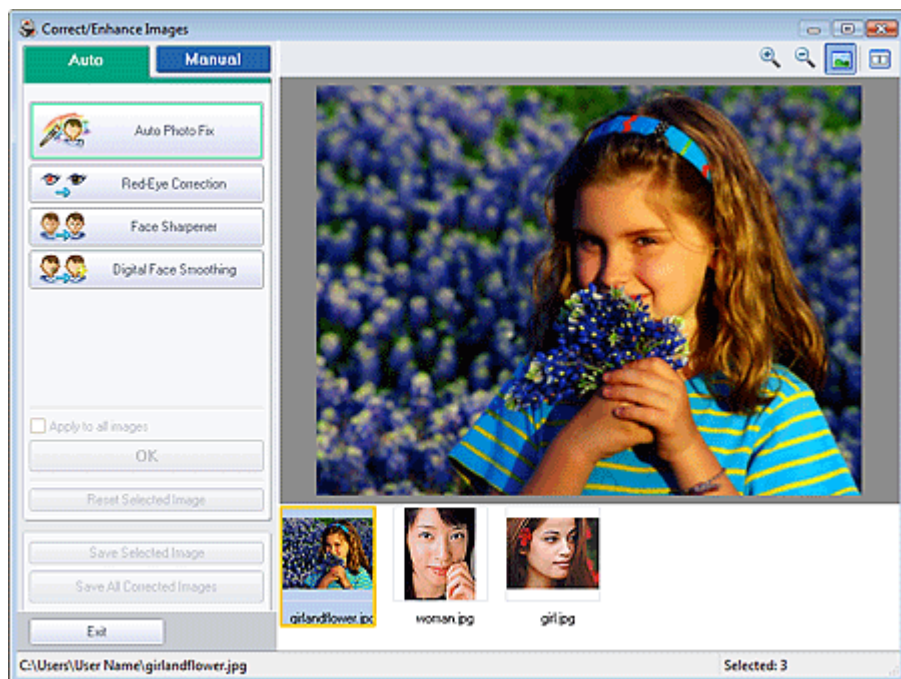 Correct/Enhance Images
Auto
Manual
Auto Photo Fix
Red-Eye Correction
Face Sharpener
Digital Face Smoothing
Apply to all images
OK
Reset Selected Image
Save Selected Image
Save All Corrected Images
Exit
girlandflower.jpg
woman.jpg
girl.jpg
C:\Users\User Name\girlandflower.jpg
Selected: 3